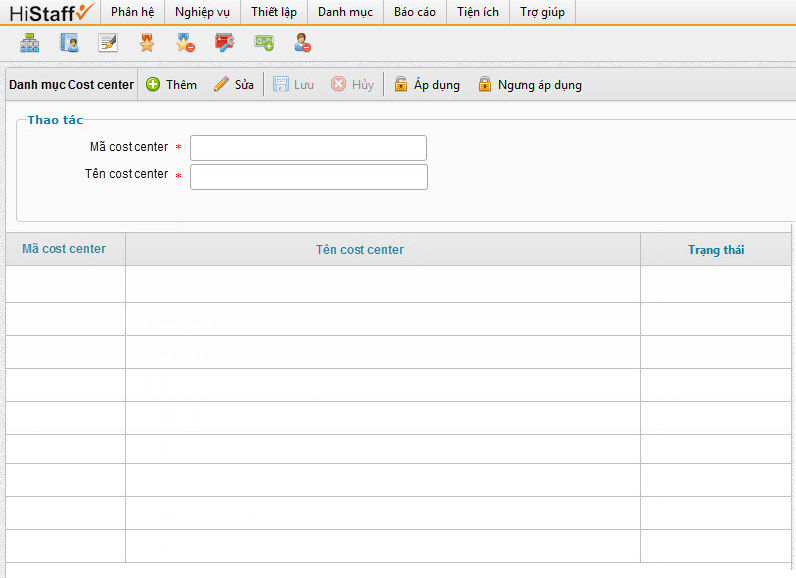 HiStaff Phân hệ Nghiệp vụ Thiết lập Danh mục Báo cáo Tiện ích Trợ giúp
Danh mục Cost center Thêm Sửa Lưu Hủy Áp dụng Ngưng áp dụng
Thao tác
Mã cost center *
Tên cost center *
Mã cost center Tên cost center Trạng thái